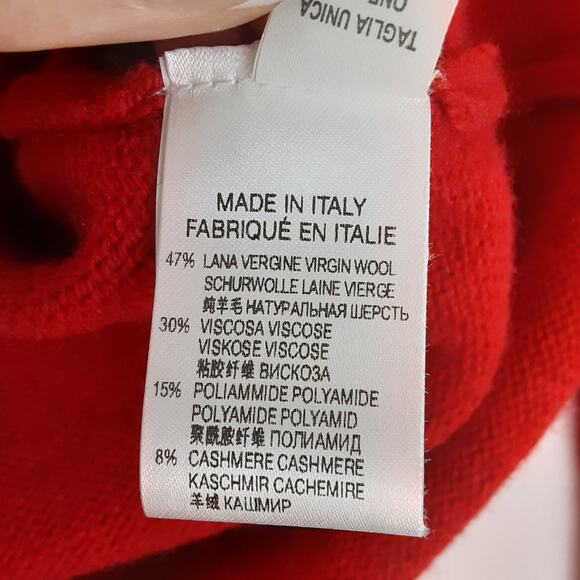 TAGLIA UNICA
MADE IN ITALY
FABRIQUÉ EN ITALIE
47% LANA VERGINE VIRGIN WOOL
SCHURWOLLE LAINE VIERGE
纯羊毛 НАТУРАЛЬНАЯ ШЕРСТЬ
30% VISCOSA VISCOSE
VISKOSE VISCOSE
粘胶纤维 ВИСКОЗА
15% POLIAMMIDE POLYAMIDE
POLYAMIDE POLYAMID
聚酰胺纤维 ПОЛИАМИД
8% CASHMERE CASHMERE
KASCHMIR CACHEMIRE
羊绒 КАШМИР